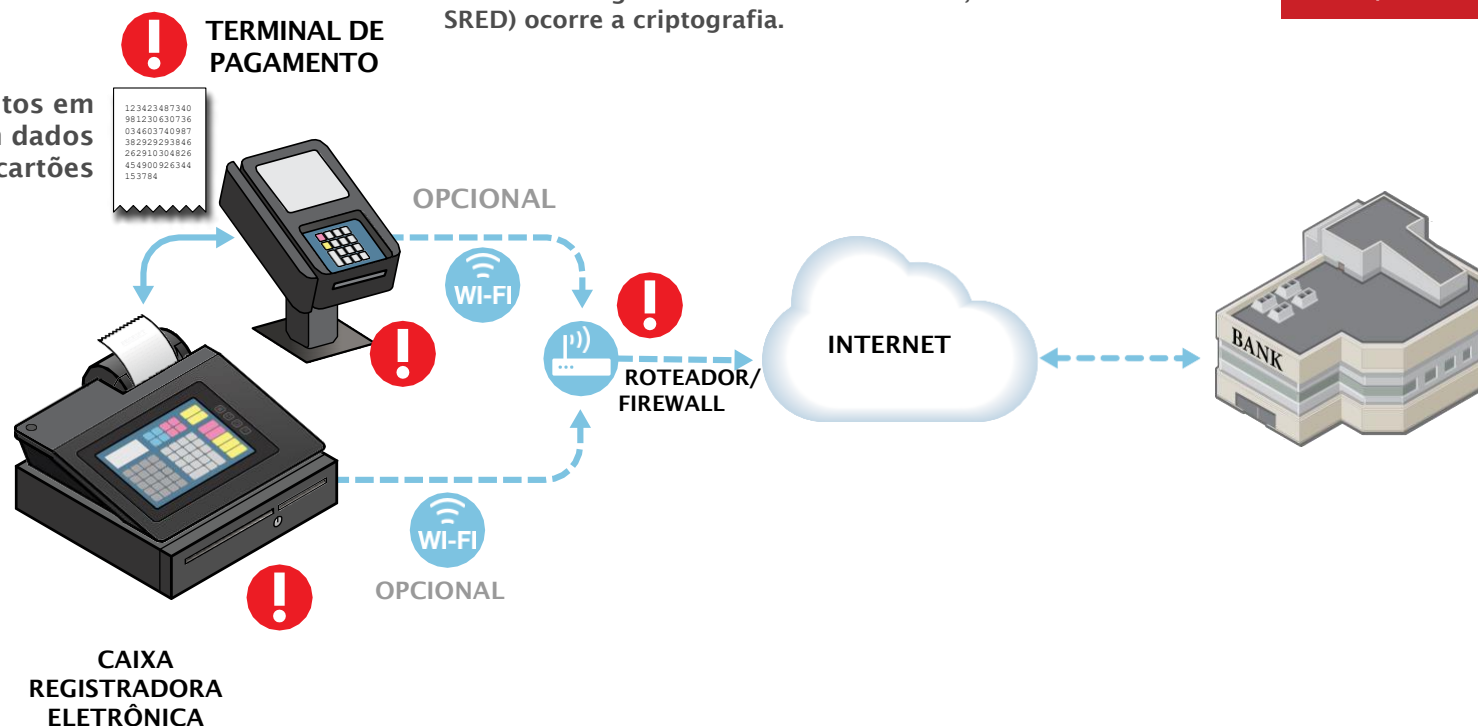 SRED) ocorre a criptografia.
TERMINAL DE
PAGAMENTO
tos em
dados
cartões
123423487340
981230630736
034603740987
382929293846
262910304826
454900926344
153784
OPCIONAL
WI-FI
INTERNET
BANK
ROTEADOR/
FIREWALL
WI-FI
OPCIONAL
CAIXA
REGISTRADORA
ELETRÔNICA